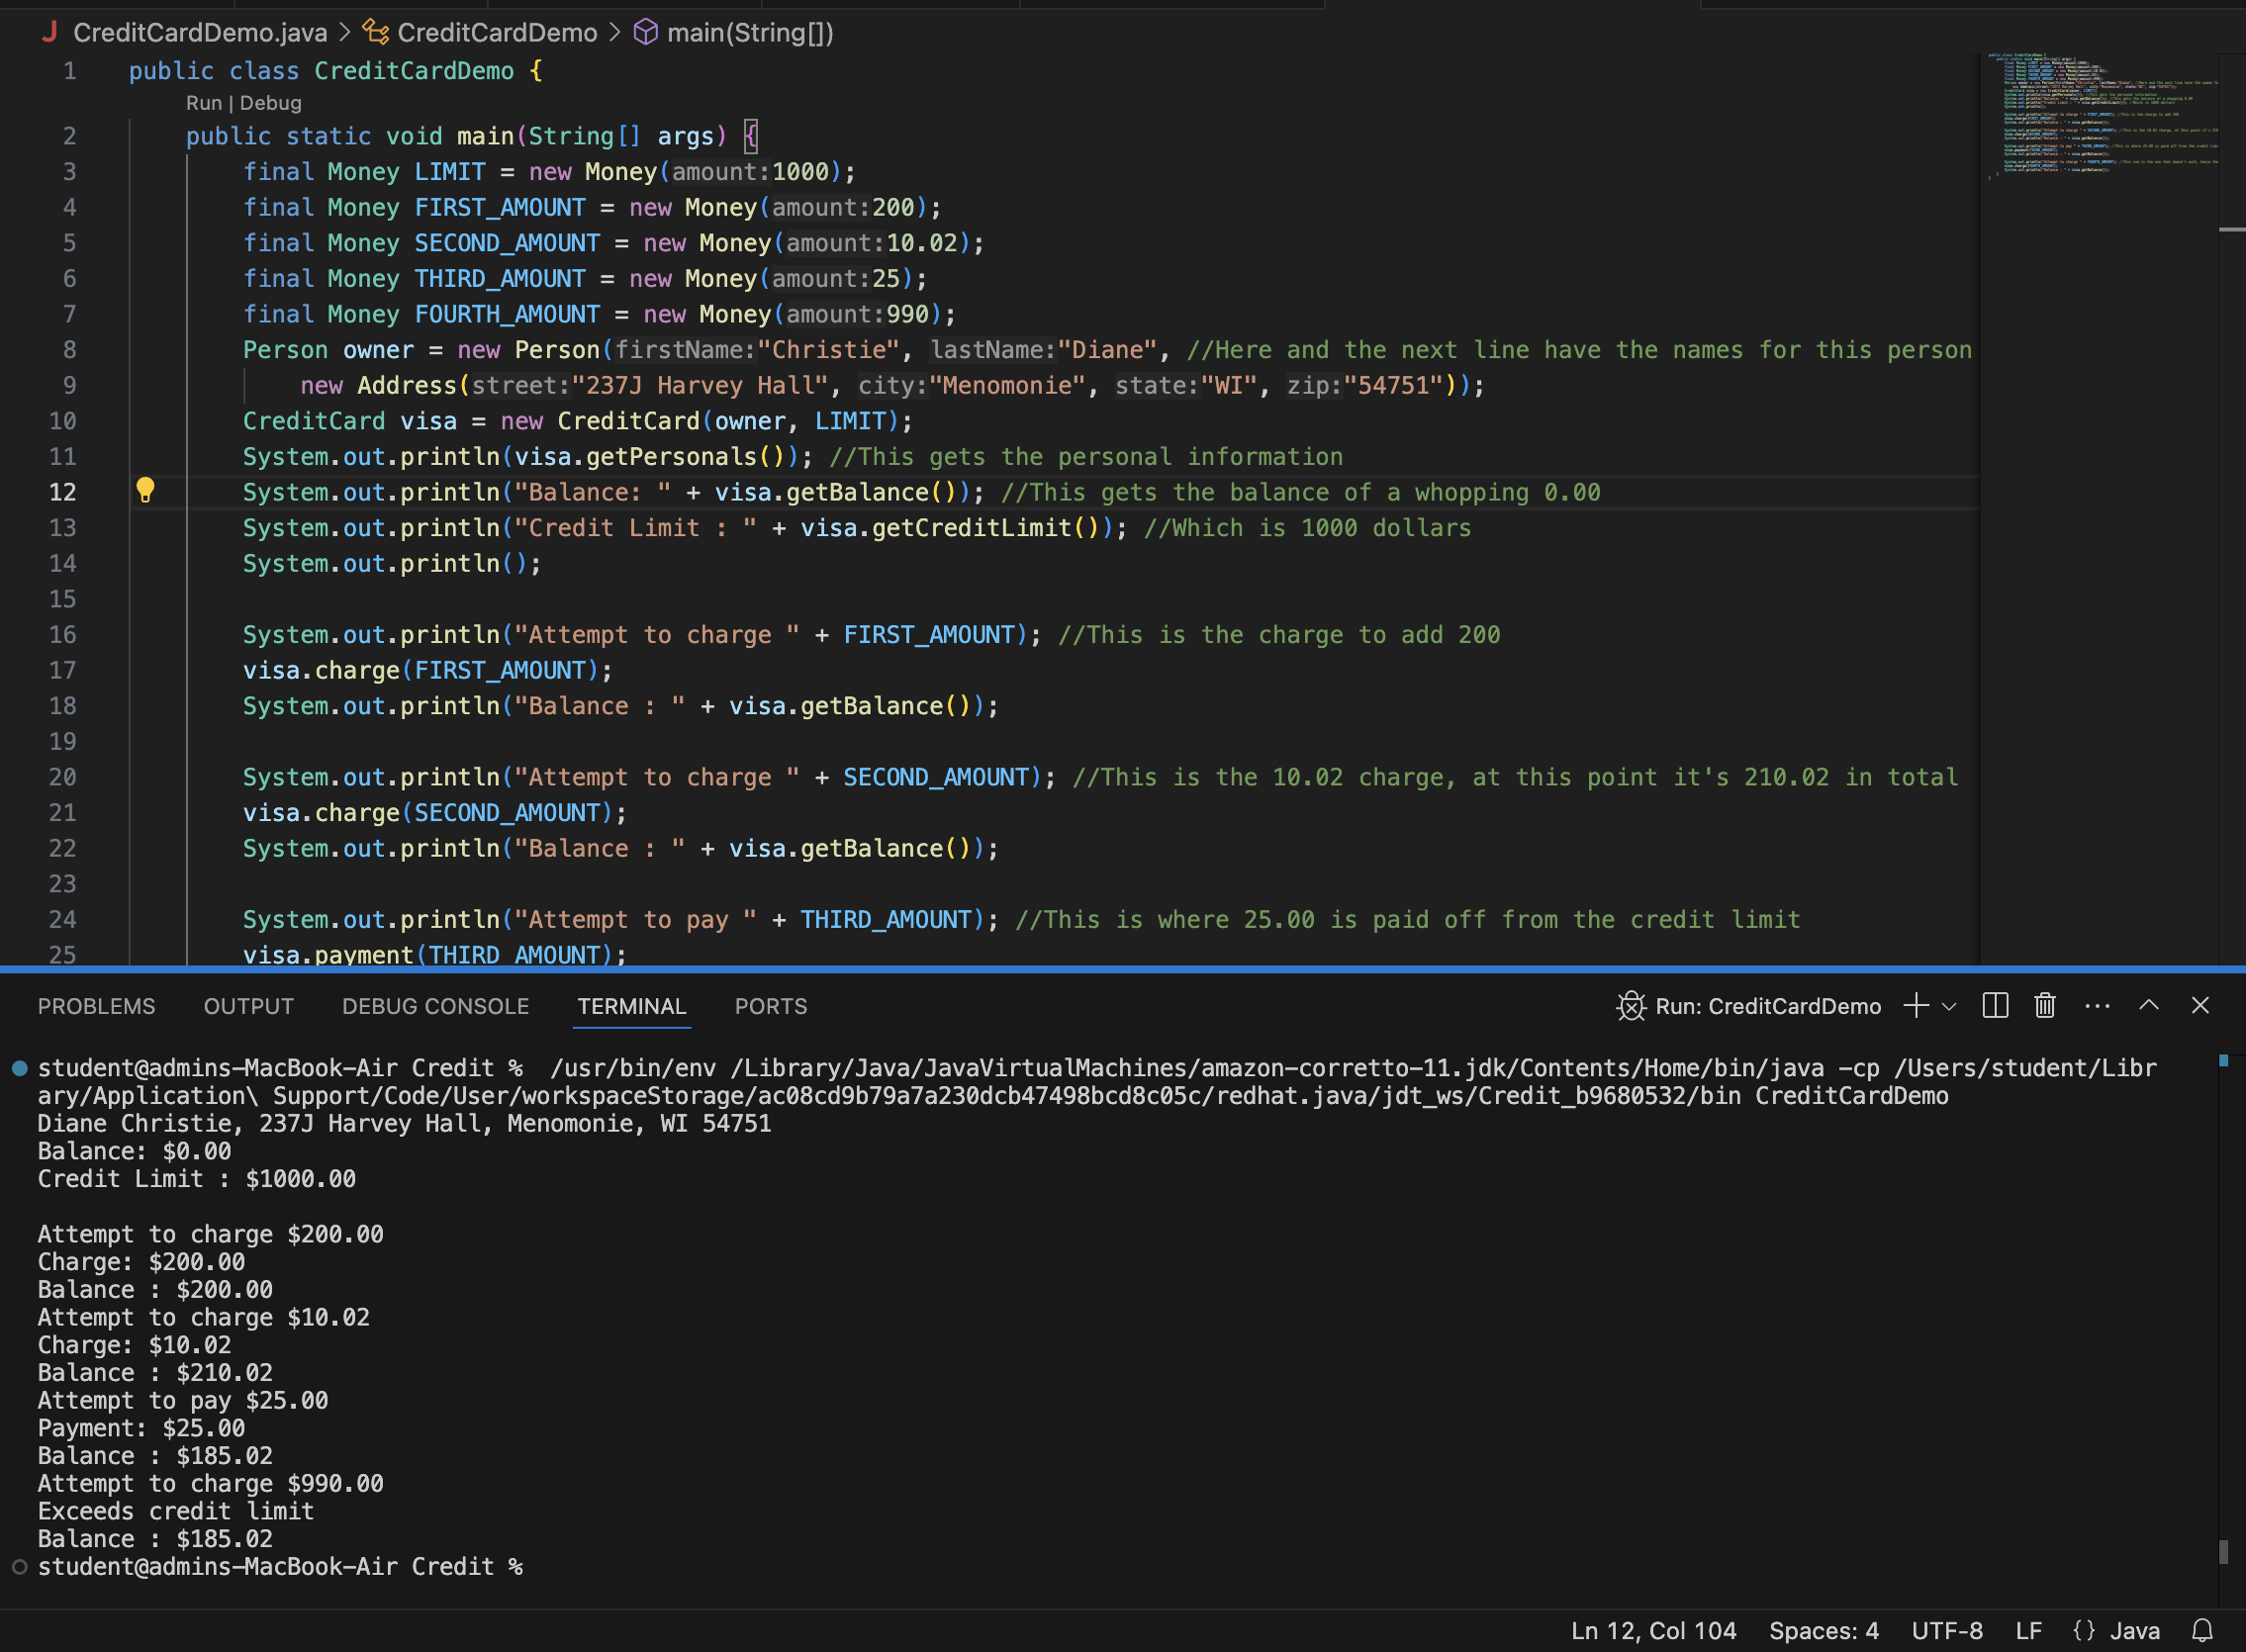 CreditCardDemo.java > CreditCardDemo > main(String[])
1 public class CreditCardDemo {
Run | Debug
2 public static void main(String[] args) {
3 final Money LIMIT = new Money(amount:1000);
4 final Money FIRST_AMOUNT = new Money(amount:200);
5 final Money SECOND_AMOUNT = new Money(amount:10.02);
6 final Money THIRD_AMOUNT = new Money(amount:25);
7 final Money FOURTH_AMOUNT = new Money(amount:990);
8 Person owner = new Person(firstName:"Christie", lastName:"Diane", //Here and the next line have the names for this person
9 new Address(street:"237J Harvey Hall", city:"Menomonie", state:"WI", zip:"54751"));
10 CreditCard visa = new CreditCard(owner, LIMIT);
11 System.out.println(visa.getPersonals()); //This gets the personal information
12 System.out.println("Balance: " + visa.getBalance()); //This gets the balance of a whopping 0.00
13 System.out.println("Credit Limit : " + visa.getCreditLimit()); //Which is 1000 dollars
14 System.out.println();
15
16 System.out.println("Attempt to charge " + FIRST_AMOUNT); //This is the charge to add 200
17 visa.charge(FIRST_AMOUNT);
18 System.out.println("Balance : " + visa.getBalance());
19
20 System.out.println("Attempt to charge " + SECOND_AMOUNT); //This is the 10.02 charge, at this point it's 210.02 in total
21 visa.charge(SECOND_AMOUNT);
22 System.out.println("Balance : " + visa.getBalance());
23
24 System.out.println("Attempt to pay " + THIRD_AMOUNT); //This is where 25.00 is paid off from the credit limit
25 visa.payment(THIRD_AMOUNT);
PROBLEMS OUTPUT DEBUG CONSOLE TERMINAL PORTS Run: CreditCardDemo
student@admins-MacBook-Air Credit % /usr/bin/env /Library/Java/JavaVirtualMachines/amazon-corretto-11.jdk/Contents/Home/bin/java -cp /Users/student/Libr
ary/Application\ Support/Code/User/workspaceStorage/ac08cd9b79a7a230dcb47498bcd8c05c/redhat.java/jdt_ws/Credit_b9680532/bin CreditCardDemo
Diane Christie, 237J Harvey Hall, Menomonie, WI 54751
Balance: $0.00
Credit Limit : $1000.00

Attempt to charge $200.00
Charge: $200.00
Balance : $200.00
Attempt to charge $10.02
Charge: $10.02
Balance : $210.02
Attempt to pay $25.00
Payment: $25.00
Balance : $185.02
Attempt to charge $990.00
Exceeds credit limit
Balance : $185.02
student@admins-MacBook-Air Credit %
Ln 12, Col 104 Spaces: 4 UTF-8 LF {} Java